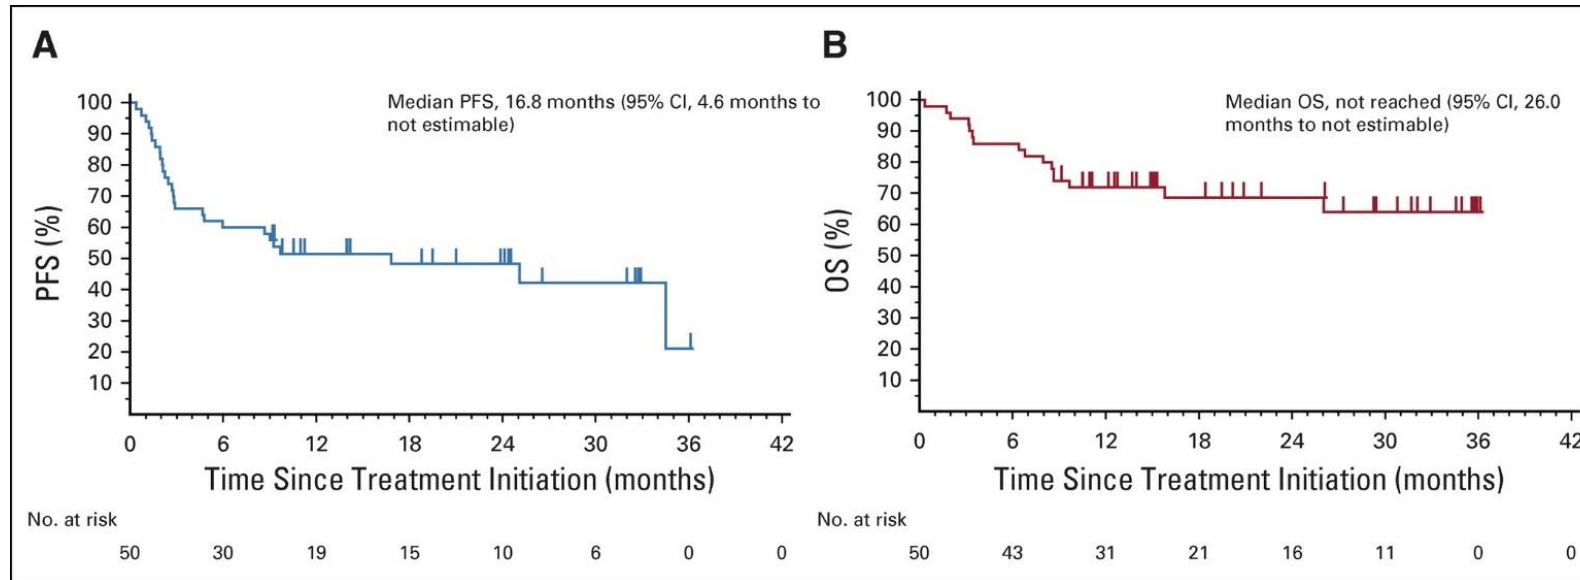 A
Median PFS, 16.8 months (95% CI, 4.6 months to
not estimable)
PFS (%)
100
90
80
70
60
50
40
30
20
10
0 6 12 18 24 30 36 42
Time Since Treatment Initiation (months)
No. at risk
50 30 19 15 10 6 0 0
B
Median OS, not reached (95% CI, 26.0
months to not estimable)
OS (%)
100
90
80
70
60
50
40
30
20
10
0 6 12 18 24 30 36 42
Time Since Treatment Initiation (months)
No. at risk
50 43 31 21 16 11 0 0